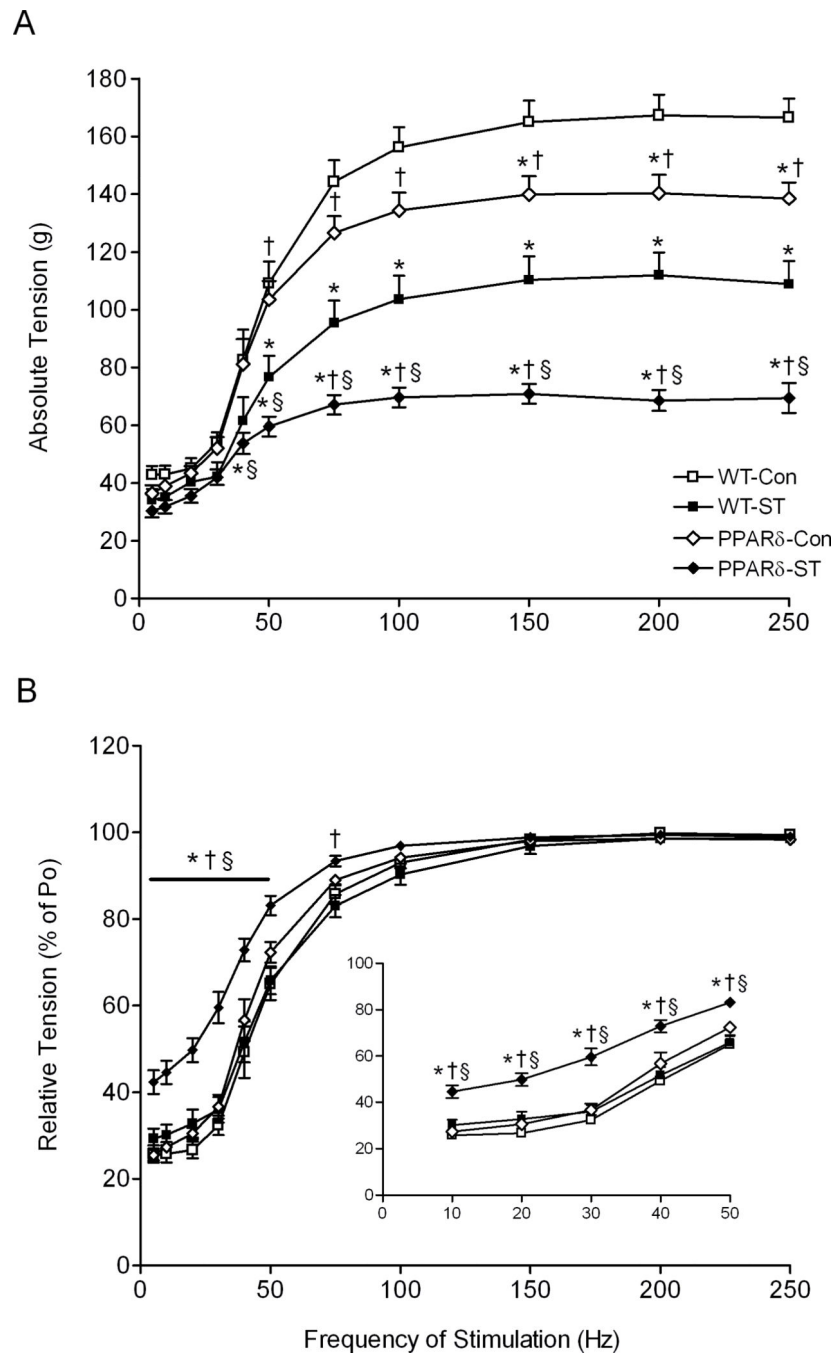 A
Absolute Tension (g)
180
160
140
120
100
80
60
40
20
0
0 50 100 150 200 250
† † † *† *† *†
* * * * * *
*§ *§ *†§ *†§ *†§ *†§ *†§
WT-Con
WT-ST
PPARδ-Con
PPARδ-ST
B
Relative Tension (% of Po)
120
100
80
60
40
20
0
* † §
†
100
80
60
40
20
0
*†§ *†§ *†§ *†§ *†§
0 10 20 30 40 50
0 50 100 150 200 250
Frequency of Stimulation (Hz)